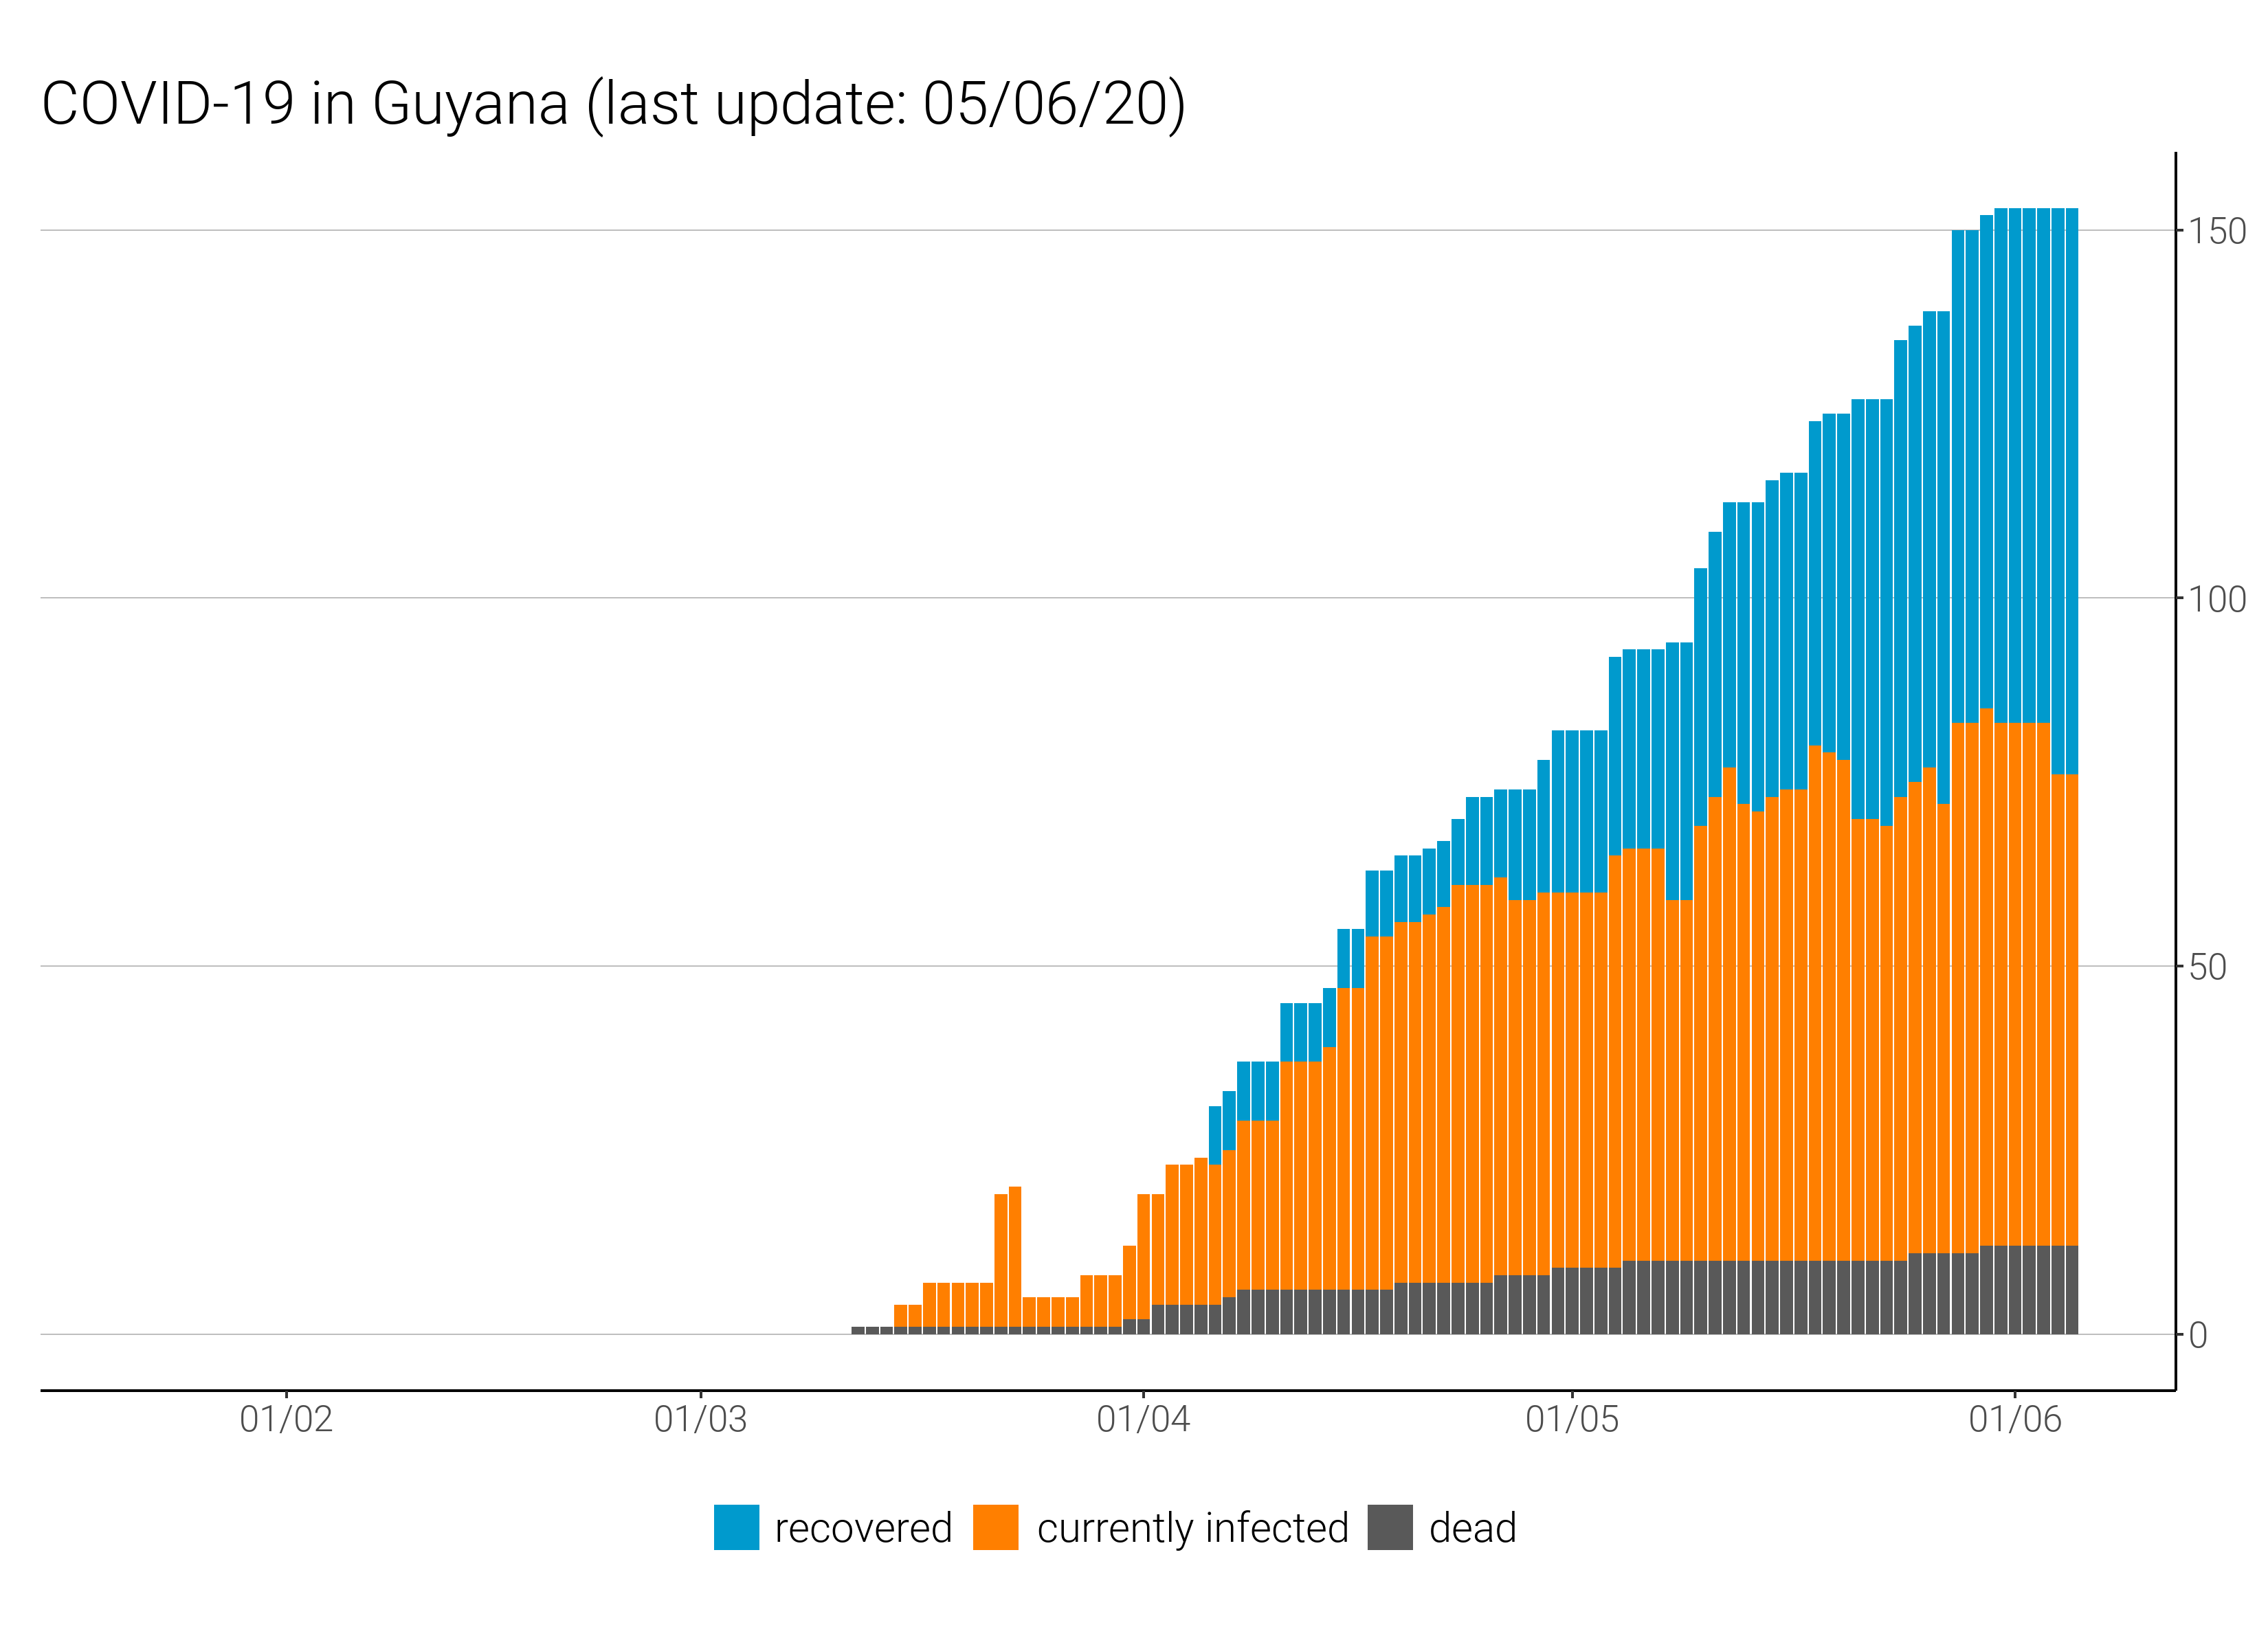 COVID-19 in Guyana (last update: 05/06/20)
150
100
50
0
01/02 01/03 01/04 01/05 01/06
recovered currently infected dead